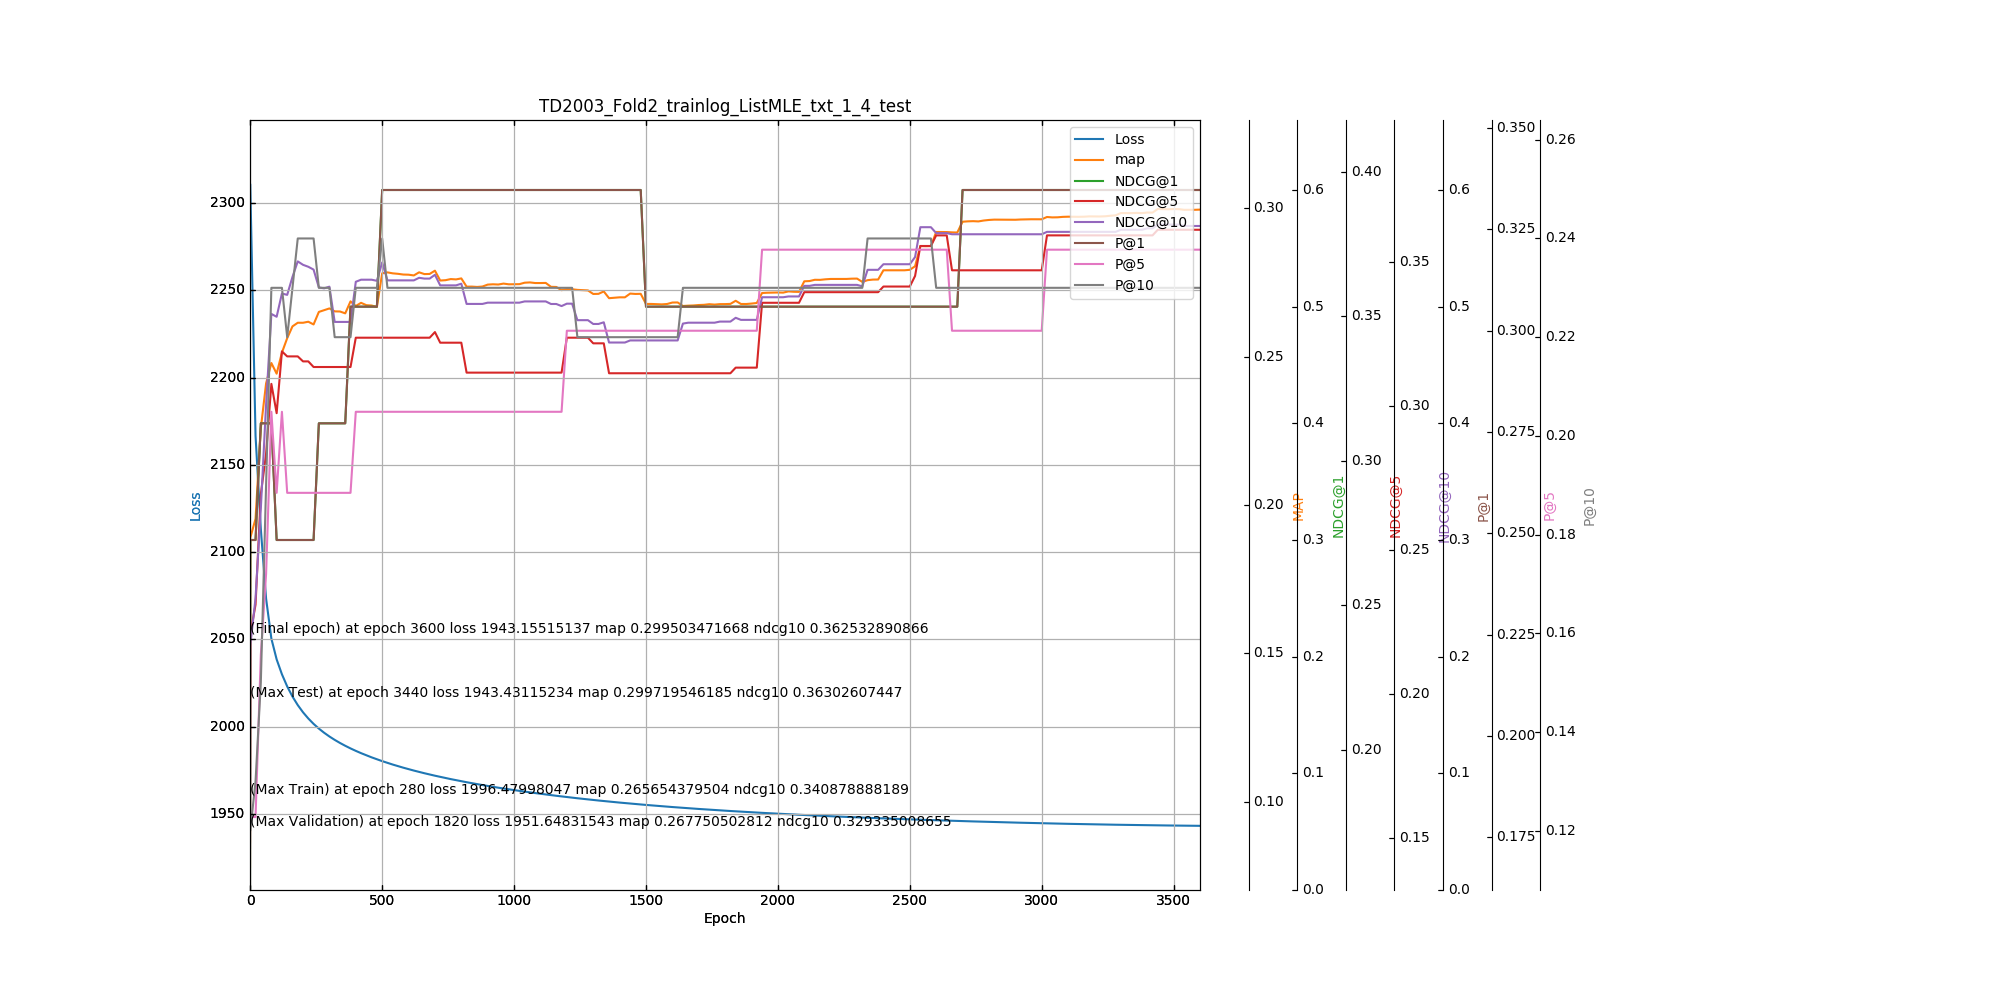 TD2003_Fold2_trainlog_ListMLE_txt_1_4_test
Loss
map
NDCG@1
NDCG@5
NDCG@10
P@1
P@5
P@10
2300
2250
2200
2150
2100
2050
2000
1950
Loss
(Final epoch) at epoch 3600 loss 1943.15515137 map 0.299503471668 ndcg10 0.362532890866
(Max Test) at epoch 3440 loss 1943.43115234 map 0.299719546185 ndcg10 0.36302607447
(Max Train) at epoch 280 loss 1996.47998047 map 0.265654379504 ndcg10 0.340878888189
(Max Validation) at epoch 1820 loss 1951.64831543 map 0.267750502812 ndcg10 0.329335008655
0 500 1000 1500 2000 2500 3000 3500
Epoch
0.30
0.25
0.20
0.15
0.10
MAP
0.6
0.5
0.4
0.3
0.2
0.1
0.0
NDCG@1
0.40
0.35
0.30
0.25
0.20
NDCG@5
0.35
0.30
0.25
0.20
0.15
NDCG@10
0.6
0.5
0.4
0.3
0.2
0.1
0.0
P@1
0.350
0.325
0.300
0.275
0.250
0.225
0.200
0.175
P@5
0.26
0.24
0.22
0.20
0.18
0.16
0.14
0.12
P@10